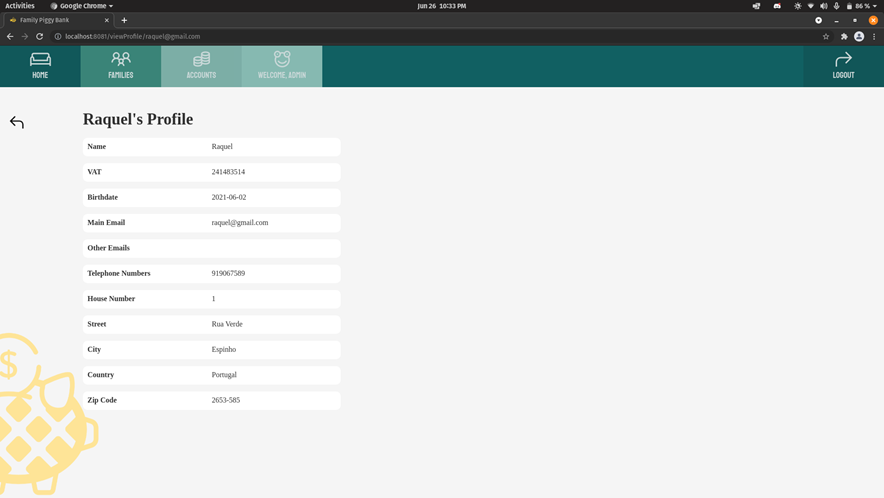 Activities Google Chrome Jun 26 10:33 PM 86 %
Family Piggy Bank
localhost:8081/viewProfile/raquel@gmail.com
HOME FAMILIES ACCOUNTS WELCOME, ADMIN LOGOUT
Raquel's Profile
Name Raquel
VAT 241483514
Birthdate 2021-06-02
Main Email raquel@gmail.com
Other Emails
Telephone Numbers 919067589
House Number 1
Street Rua Verde
City Espinho
Country Portugal
Zip Code 2653-585
$